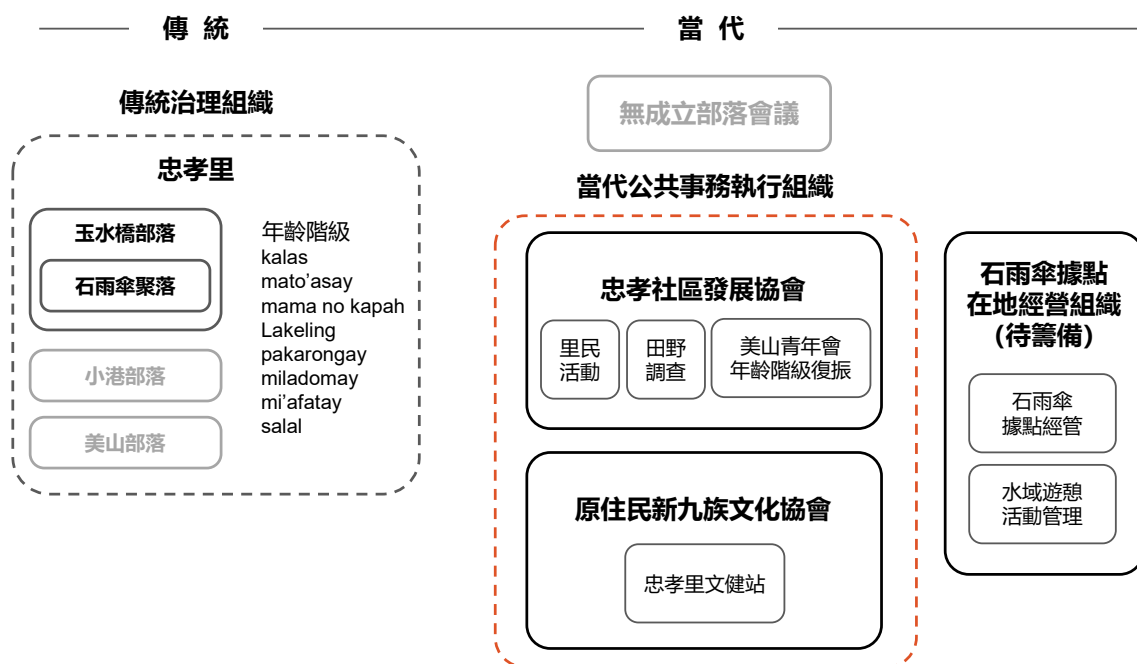 傳統
當代
傳統治理組織
忠孝里
玉水橋部落
石雨傘聚落
小港部落
美山部落
年齡階級
kalas
mato'asay
mama no kapah
Lakeling
pakarongay
miladomay
mi'afatay
salal
無成立部落會議
當代公共事務執行組織
忠孝社區發展協會
里民
活動
田野
調查
美山青年會
年齡階級復振
原住民新九族文化協會
忠孝里文健站
石雨傘據點
在地經營組織
(待籌備)
石雨傘
據點經管
水域遊憩
活動管理